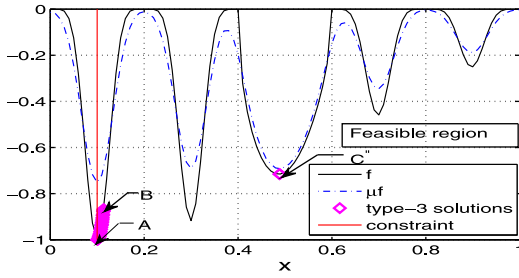 0
−0.2
−0.4
−0.6
−0.8
−1
0 0.2 0.4 0.6 0.8 1
x
B
A
C"
Feasible region
f
μf
type−3 solutions
constraint